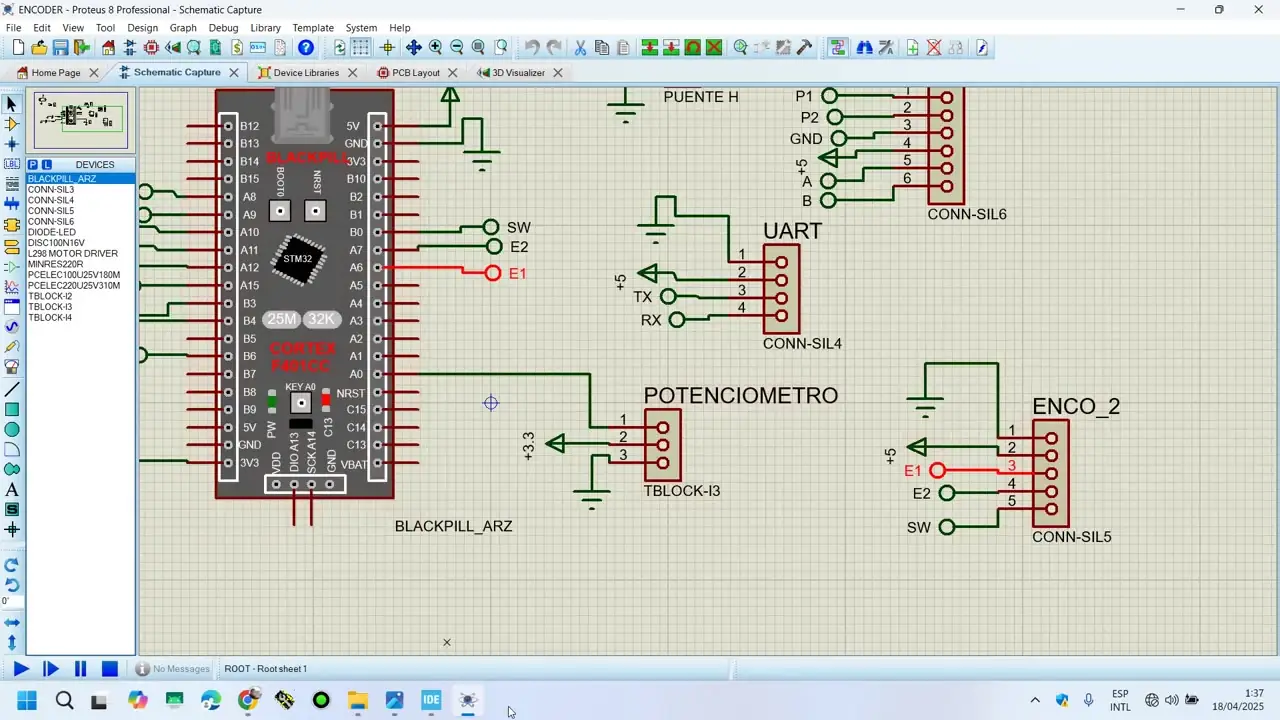 ENCODER - Proteus 8 Professional - Schematic Capture
File Edit View Tool Design Graph Debug Library Template System Help
Home Page Schematic Capture Device Libraries PCB Layout 3D Visualizer
P L DEVICES
BLACKPILL_ARZ
CONN-SIL3
CONN-SIL4
CONN-SIL5
CONN-SIL6
DIODE-LED
DISC100N16V
L298 MOTOR DRIVER
MINRES220R
PCELEC100U25V180M
PCELEC220U25V310M
TBLOCK-I2
TBLOCK-I3
TBLOCK-I4
LBL
0°
B12
B13
B14
B15
A8
A9
A10
A11
A12
A15
B3
B4
B5
B6
B7
B8
B9
5V
GND
3V3
BLACKPILL
BOOT0
NRST
STM32
25M 32K
CORTEX
F401CC
KEY A0
PW
C13
VDD
DIO A13
SCK A14
GND
5V
GND
3V3
B10
B2
B1
B0
A7
A6
A5
A4
A3
A2
A1
A0
NRST
C15
C14
C13
VBAT
BLACKPILL_ARZ
SW
E2
E1
PUENTE H
P1
P2
GND
+5
A
B
1
2
3
4
5
6
CONN-SIL6
UART
+5
TX
RX
1
2
3
4
CONN-SIL4
POTENCIOMETRO
+3.3
1
2
3
TBLOCK-I3
ENCO_2
+5
E1
E2
SW
1
2
3
4
5
CONN-SIL5
No Messages ROOT - Root sheet 1
IDE
ESP
INTL
1:37
18/04/2025